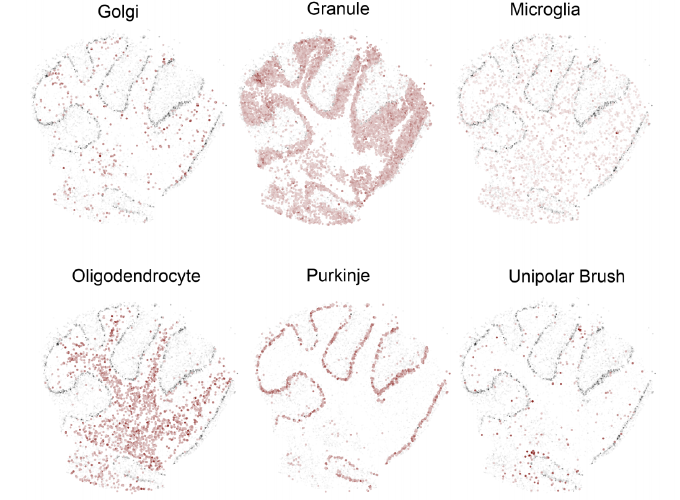 Golgi
Granule
Microglia
Oligodendrocyte
Purkinje
Unipolar Brush